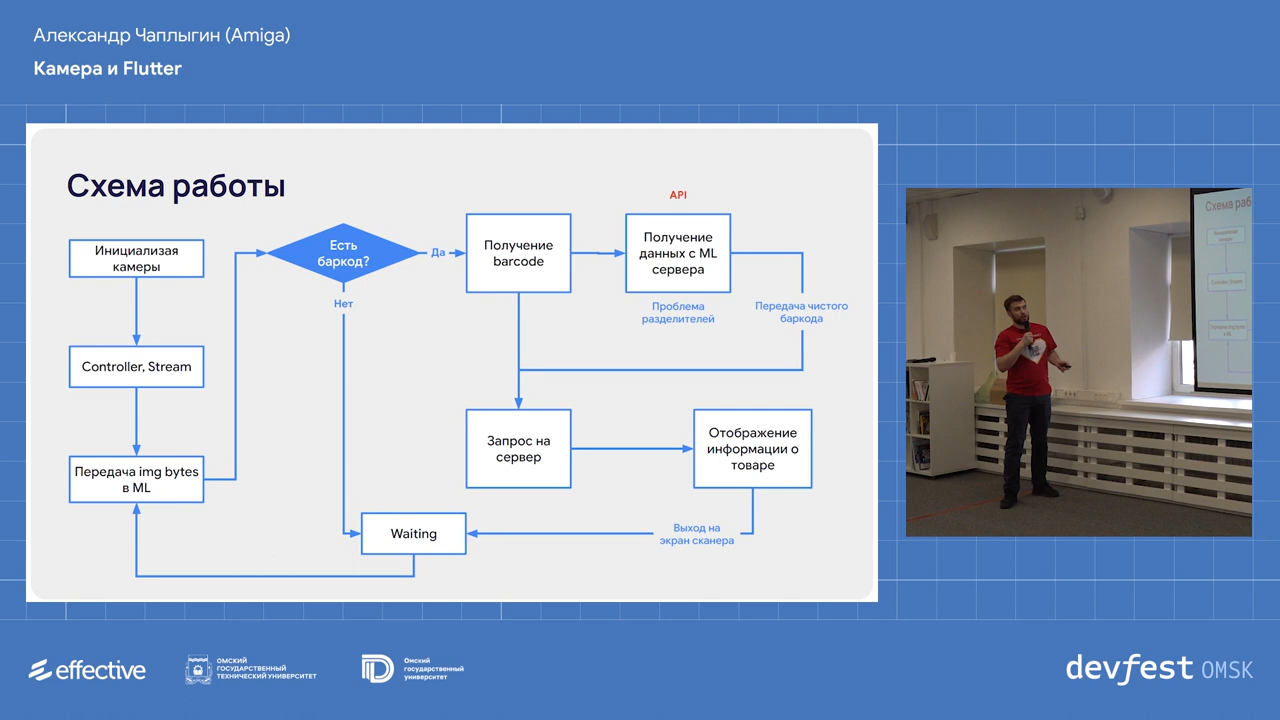 Александр Чаплыгин (Amiga)
Камера и Flutter
Схема работы
API
Инициализая
камеры
Есть
баркод?
Да
Получение
barcode
Получение
данных с ML
сервера
Нет
Проблема
разделителей
Передача чистого
баркода
Controller, Stream
Передача img bytes
в ML
Запрос на
сервер
Отображение
информации о
товаре
Waiting
Выход на
экран сканера
Схема раб
effective
ОМСКИЙ
ГОСУДАРСТВЕННЫЙ
ТЕХНИЧЕСКИЙ УНИВЕРСИТЕТ
Омский
государственный
университет
devfest OMSK